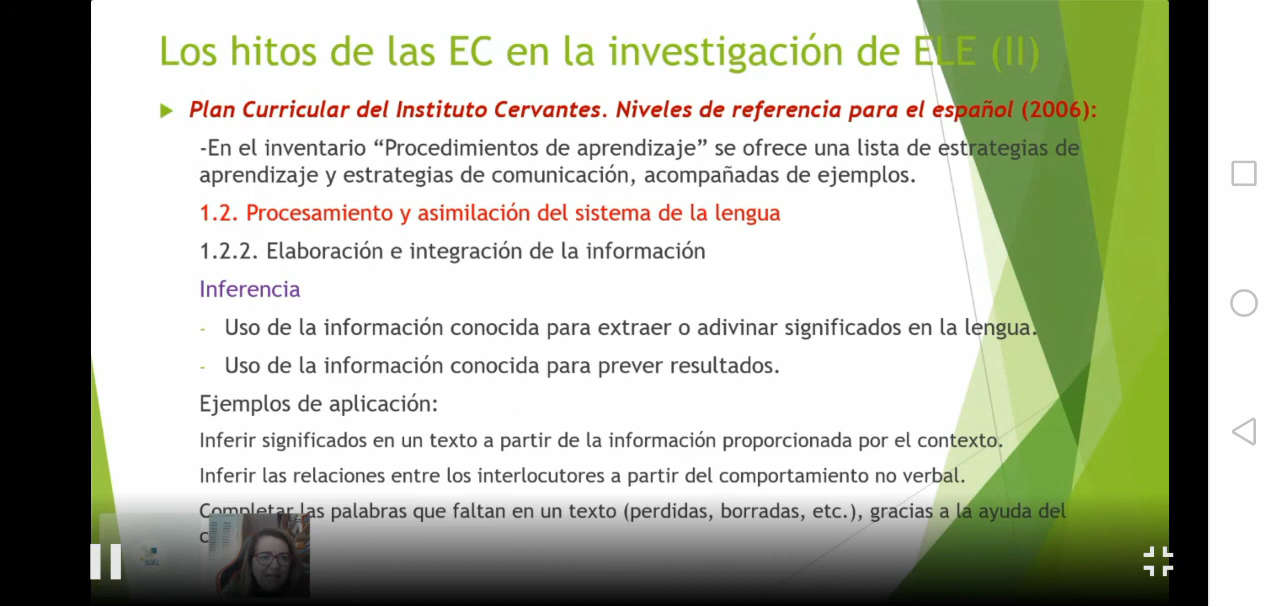 Los hitos de las EC en la investigación de ELE (II)
Plan Curricular del Instituto Cervantes. Niveles de referencia para el español (2006):
-En el inventario “Procedimientos de aprendizaje” se ofrece una lista de estrategias de
aprendizaje y estrategias de comunicación, acompañadas de ejemplos.
1.2. Procesamiento y asimilación del sistema de la lengua
1.2.2. Elaboración e integración de la información
Inferencia
- Uso de la información conocida para extraer o adivinar significados en la lengua.
- Uso de la información conocida para prever resultados.
Ejemplos de aplicación:
Inferir significados en un texto a partir de la información proporcionada por el contexto.
Inferir las relaciones entre los interlocutores a partir del comportamiento no verbal.
Completar las palabras que faltan en un texto (perdidas, borradas, etc.), gracias a la ayuda del